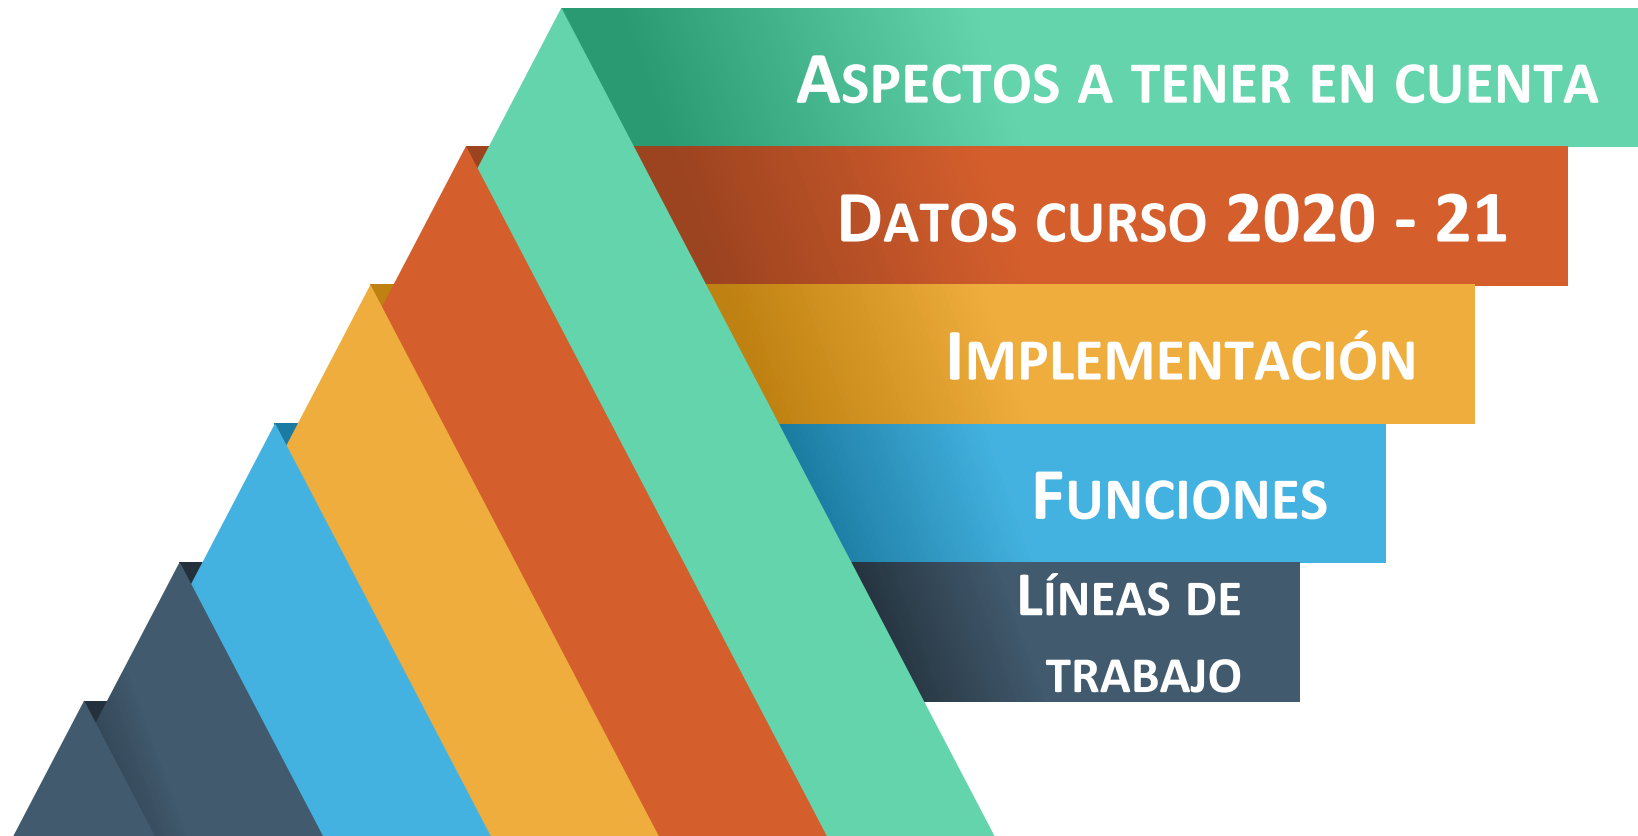 ASPECTOS A TENER EN CUENTA
DATOS CURSO 2020 - 21
IMPLEMENTACIÓN
FUNCIONES
LÍNEAS DE
TRABAJO